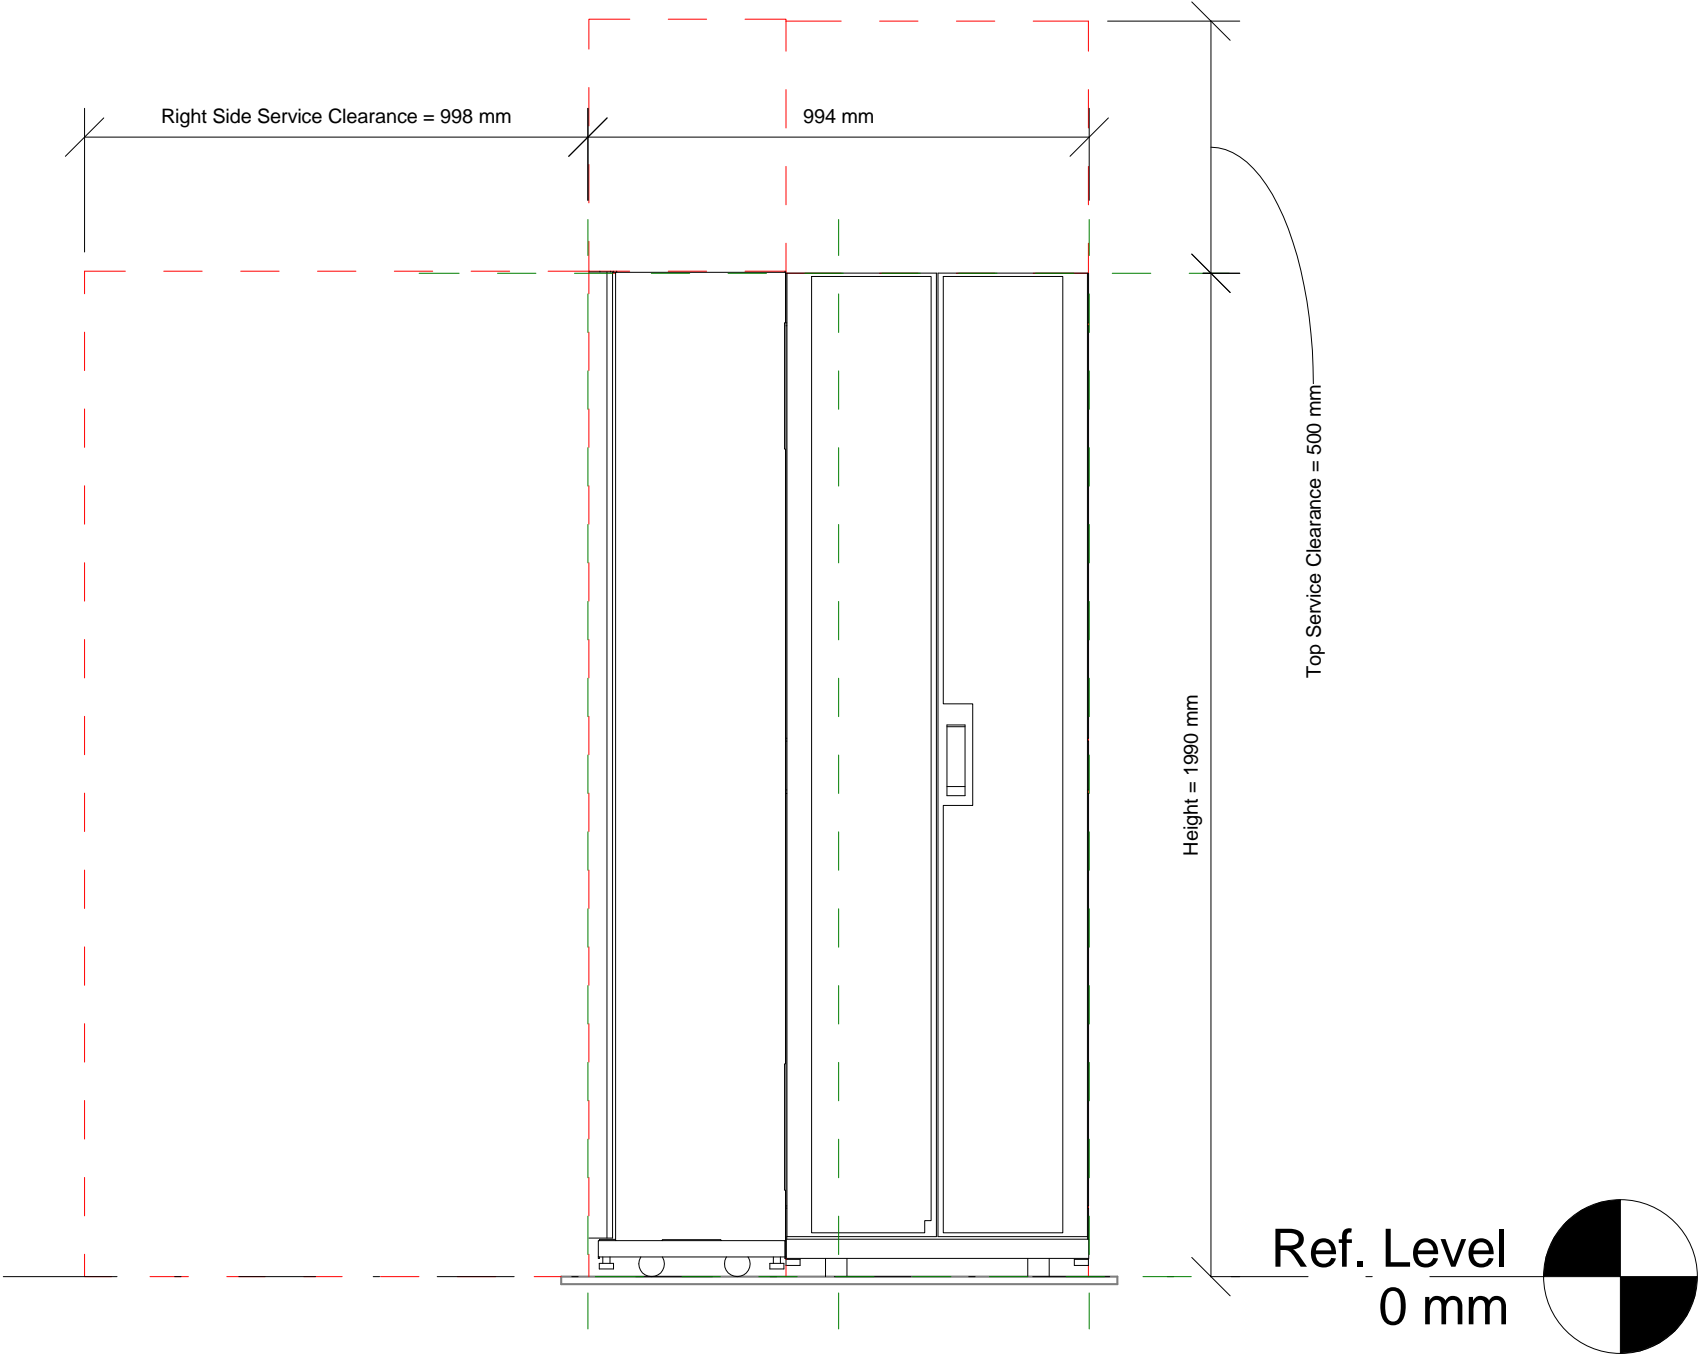 Right Side Service Clearance = 998 mm
994 mm
Top Service Clearance = 500 mm
Height = 1990 mm
Ref. Level
0 mm